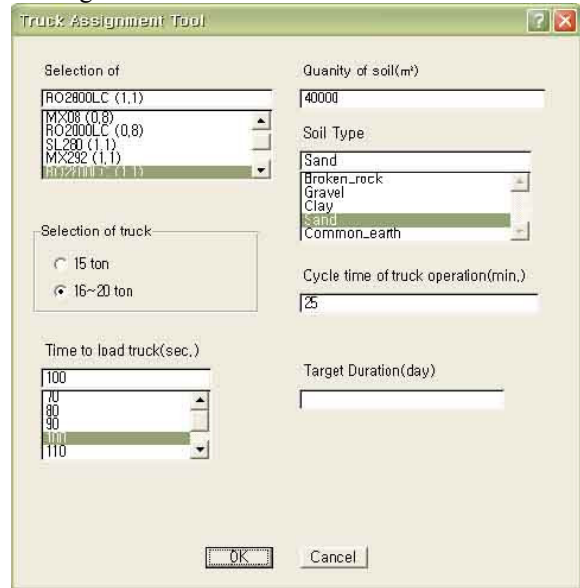 Truck Assignment Tool
Selection of
RO2800LC (1,1)
MX08 (0,8)
RO2000LC (0,8)
SL280 (1,1)
MX292 (1,1)
RO2800LC (1,1)
Selection of truck
15 ton
16~20 ton
Time to load truck(sec,)
100
70
80
90
100
110
Quanity of soil(m³)
40000
Soil Type
Sand
Broken_rock
Gravel
Clay
Sand
Common_earth
Cycle time of truck operation(min,)
25
Target Duration(day)
OK
Cancel